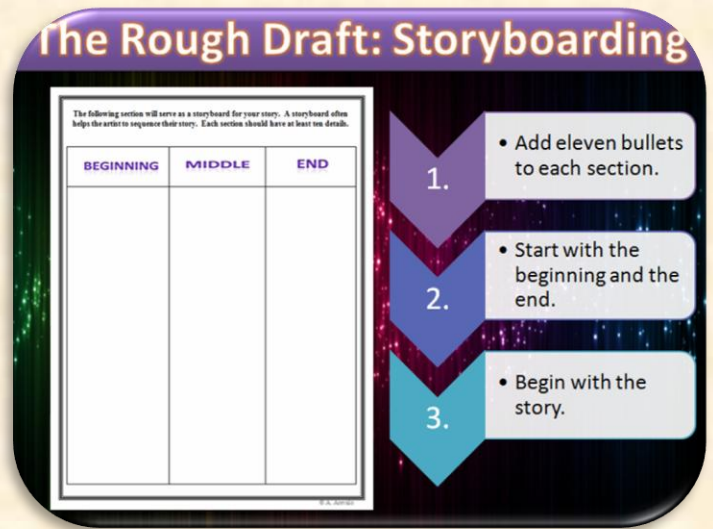 The Rough Draft: Storyboarding
The following section will serve as a storyboard for your story. A storyboard often
helps the artist to sequence their story. Each section should have at least ten details.
BEGINNING MIDDLE END
1.
• Add eleven bullets
to each section.
2.
• Start with the
beginning and the
end.
3.
• Begin with the
story.